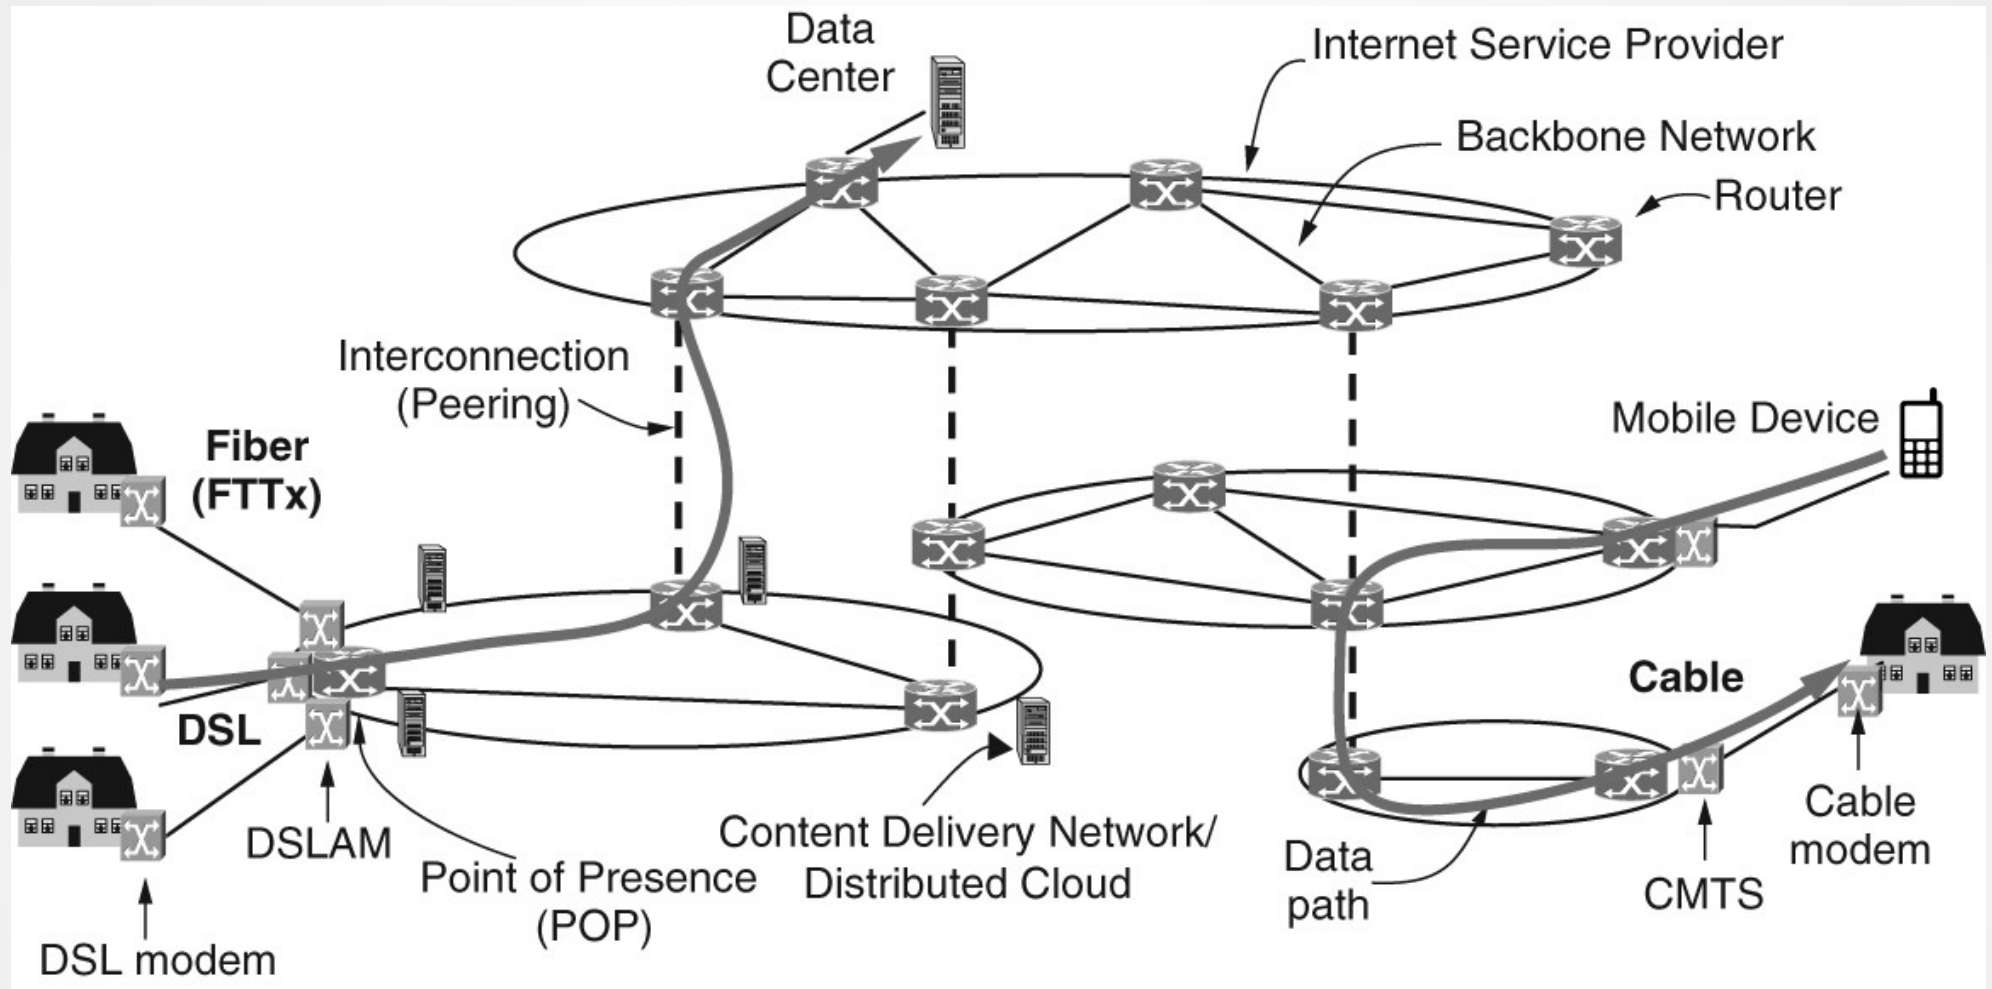 Data
Center
Internet Service Provider
Backbone Network
Router
Interconnection
(Peering)
Mobile Device
Fiber
(FTTx)
Cable
DSL
DSLAM
Point of Presence
(POP)
Content Delivery Network/
Distributed Cloud
Data
path
CMTS
Cable
modem
DSL modem